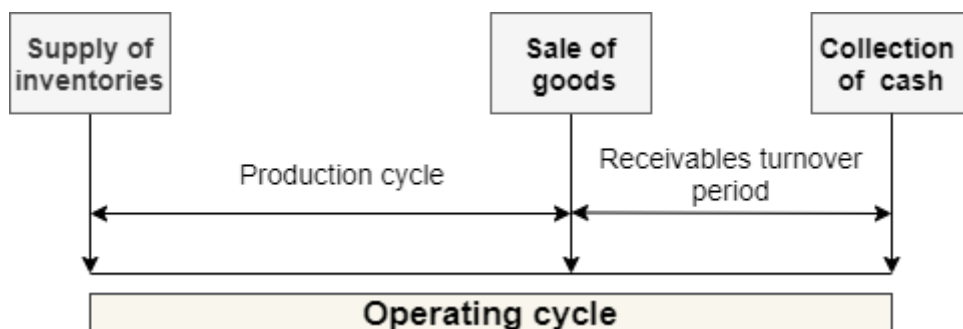 Supply of
inventories
Sale of
goods
Collection
of cash
Production cycle
Receivables turnover
period
Operating cycle